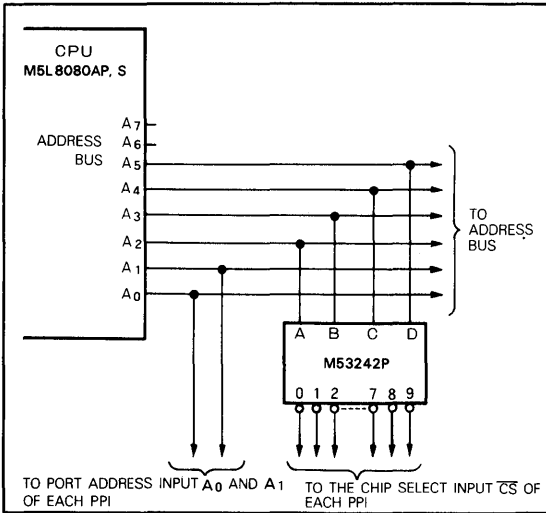 CPU
M5L8080AP, S
A7
ADDRESS A6
BUS A5
A4
A3
A2
A1
A0
TO
ADDRESS
BUS
A B C D
M53242P
0 1 2 7 8 9
TO PORT ADDRESS INPUT A0 AND A1
OF EACH PPI
TO THE CHIP SELECT INPUT C̅S̅ OF
EACH PPI